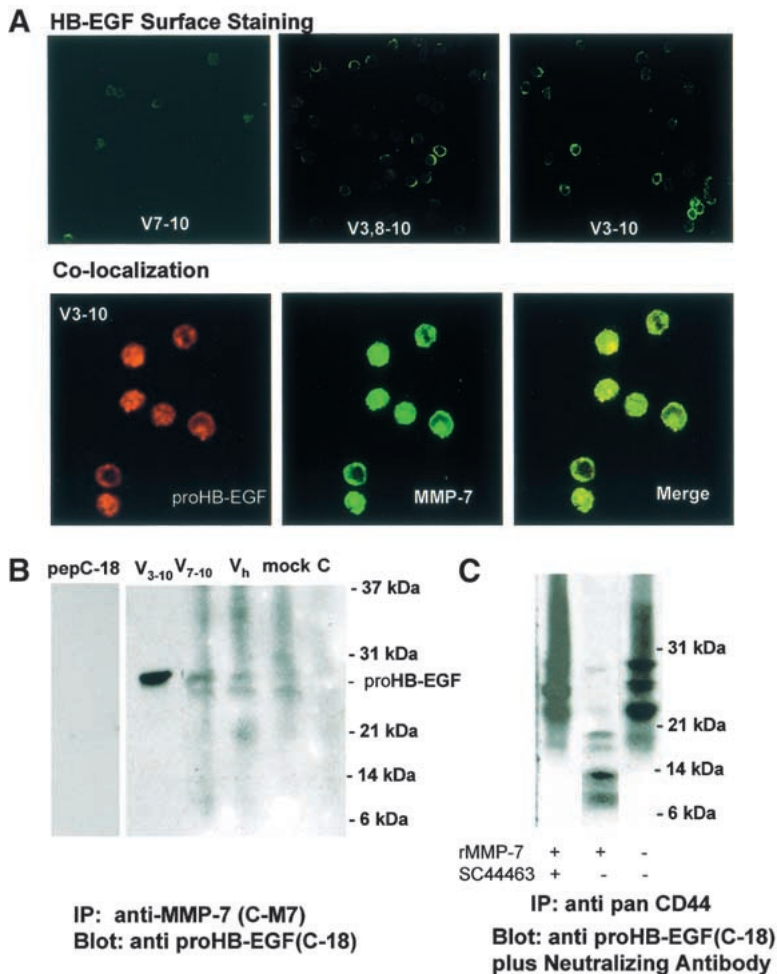 A HB-EGF Surface Staining
V7-10 V3,8-10 V3-10
Co-localization
V3-10
proHB-EGF MMP-7 Merge
B
pepC-18 V3-10 V7-10 Vh mock C
- 37 kDa
- 31 kDa
- proHB-EGF
- 21 kDa
- 14 kDa
- 6 kDa
IP: anti-MMP-7 (C-M7)
Blot: anti proHB-EGF(C-18)
C
- 31 kDa
- 21 kDa
- 14 kDa
- 6 kDa
rMMP-7 + + -
SC44463 + - -
IP: anti pan CD44
Blot: anti proHB-EGF(C-18)
plus Neutralizing Antibody